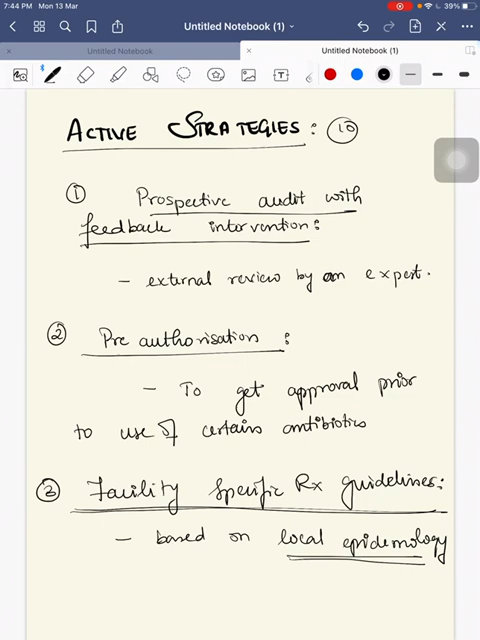 7:44 PM Mon 13 Mar
39%
Untitled Notebook (1)
Untitled Notebook
Untitled Notebook (1)
ACTIVE STRATEGIES: 10
1 Prospective audit with
feedback intervention:
- external review by an expert.
2 Pre authorisation:
- To get approval prior
to use of certains antibiotics
3 Facility Specific Rx guidelines:
- based on local epidemology